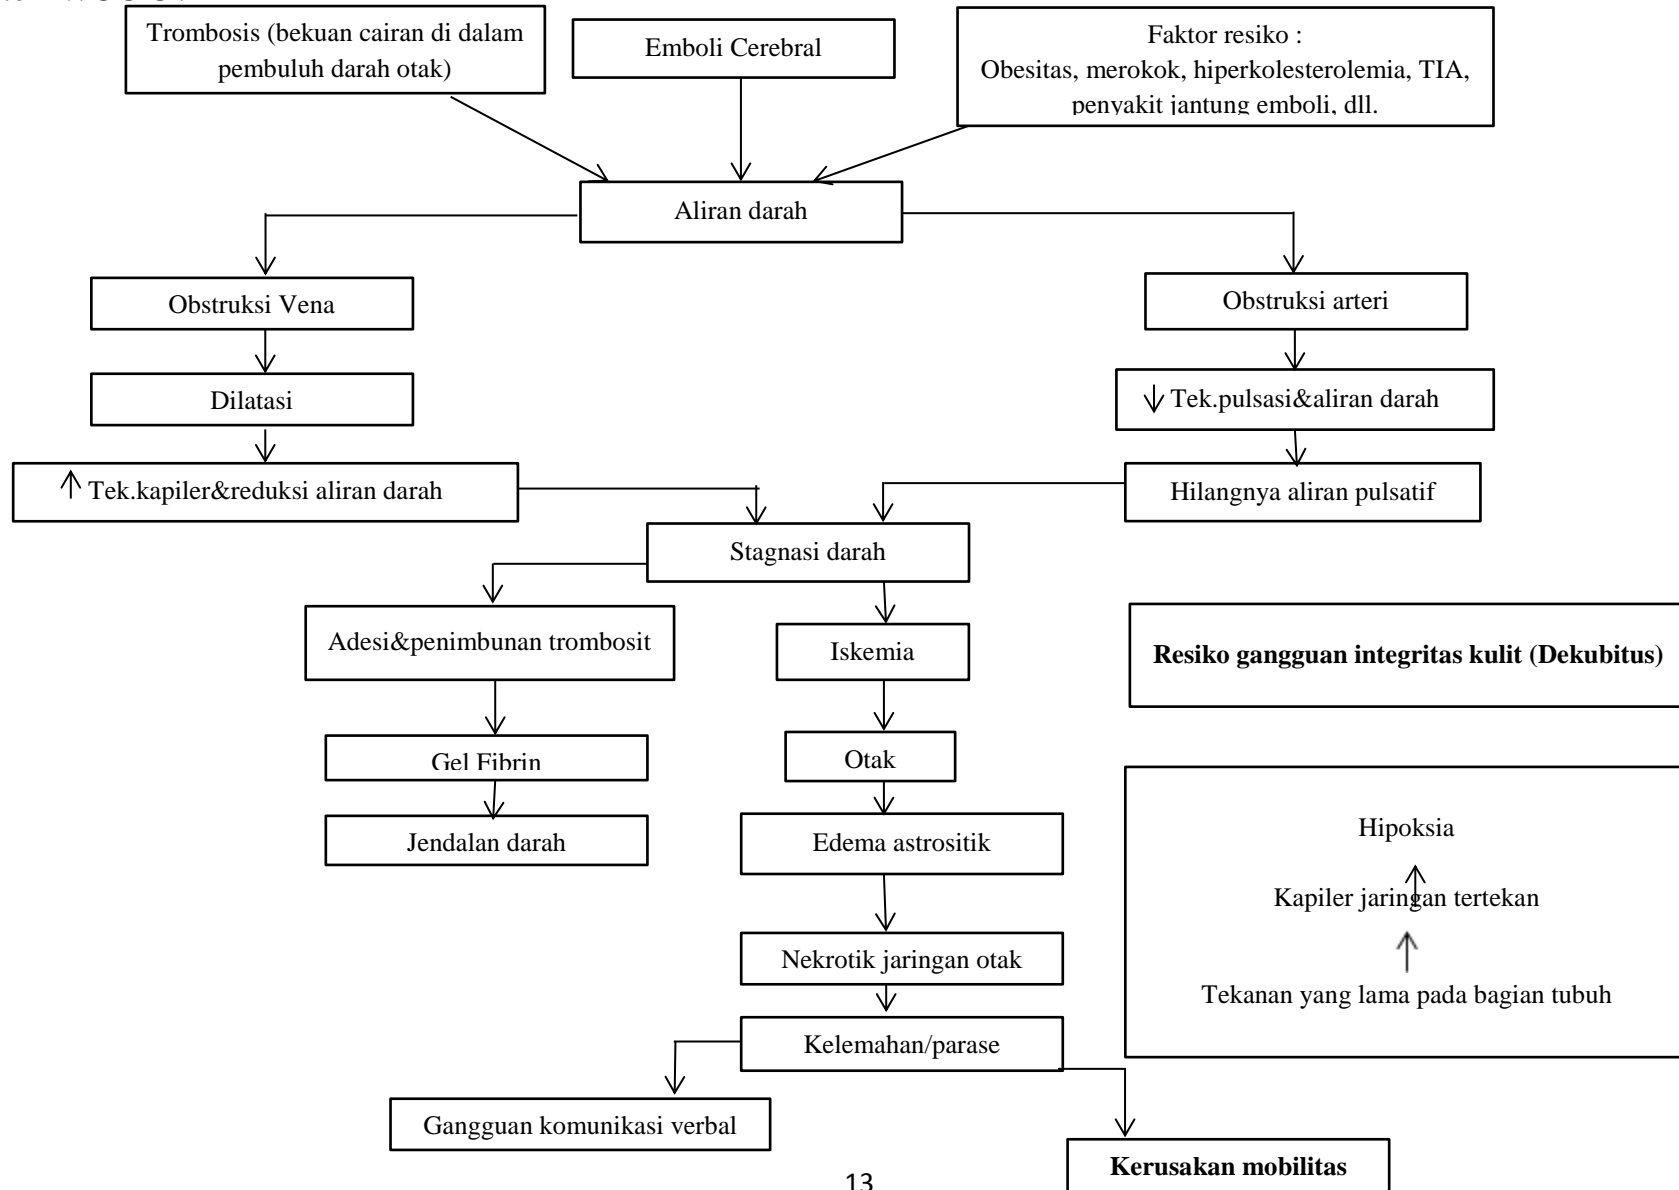 Trombosis (bekuan cairan di dalam
pembuluh darah otak)
Emboli Cerebral
Faktor resiko :
Obesitas, merokok, hiperkolesterolemia, TIA,
penyakit jantung emboli, dll.
Aliran darah
Obstruksi Vena
Obstruksi arteri
Dilatasi
Tek.pulsasi&aliran darah
Tek.kapiler&reduksi aliran darah
Hilangnya aliran pulsatif
Stagnasi darah
Adesi&penimbunan trombosit
Iskemia
Resiko gangguan integritas kulit (Dekubitus)
Gel Fibrin
Otak
Jendalan darah
Edema astrositik
Hipoksia
Kapiler jaringan tertekan
Tekanan yang lama pada bagian tubuh
Nekrotik jaringan otak
Kelemahan/parase
Gangguan komunikasi verbal
Kerusakan mobilitas
13